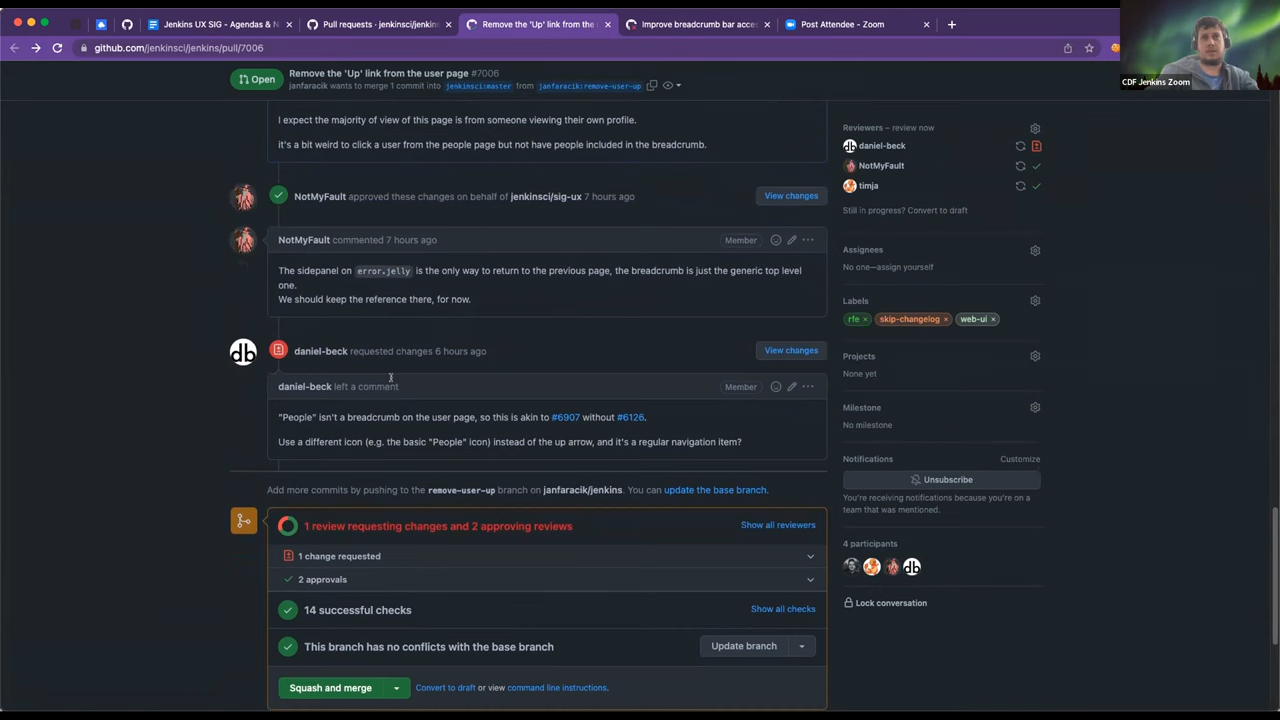 Jenkins UX SIG - Agendas & N
Pull requests · jenkinsci/jenkin
Remove the 'Up' link from the
Improve breadcrumb bar acces
Post Attendee - Zoom
github.com/jenkinsci/jenkins/pull/7006
CDF Jenkins Zoom
Open
Remove the 'Up' link from the user page #7006
janfaracik wants to merge 1 commit into jenkinsci:master from janfaracik:remove-user-up
I expect the majority of view of this page is from someone viewing their own profile.
it's a bit weird to click a user from the people page but not have people included in the breadcrumb.
NotMyFault approved these changes on behalf of jenkinsci/sig-ux 7 hours ago
View changes
NotMyFault commented 7 hours ago
Member
The sidepanel on error.jelly is the only way to return to the previous page, the breadcrumb is just the generic top level
one.
We should keep the reference there, for now.
db
daniel-beck requested changes 6 hours ago
View changes
daniel-beck left a comment
Member
"People" isn't a breadcrumb on the user page, so this is akin to #6907 without #6126.
Use a different icon (e.g. the basic "People" icon) instead of the up arrow, and it's a regular navigation item?
Add more commits by pushing to the remove-user-up branch on janfaracik/jenkins. You can update the base branch.
1 review requesting changes and 2 approving reviews
Show all reviewers
1 change requested
2 approvals
14 successful checks
Show all checks
This branch has no conflicts with the base branch
Update branch
Squash and merge
Convert to draft or view command line instructions.
Reviewers – review now
daniel-beck
NotMyFault
timja
Still in progress? Convert to draft
Assignees
No one—assign yourself
Labels
rfe × skip-changelog × web-ui ×
Projects
None yet
Milestone
No milestone
Notifications
Customize
Unsubscribe
You're receiving notifications because you're on a
team that was mentioned.
4 participants
db
Lock conversation